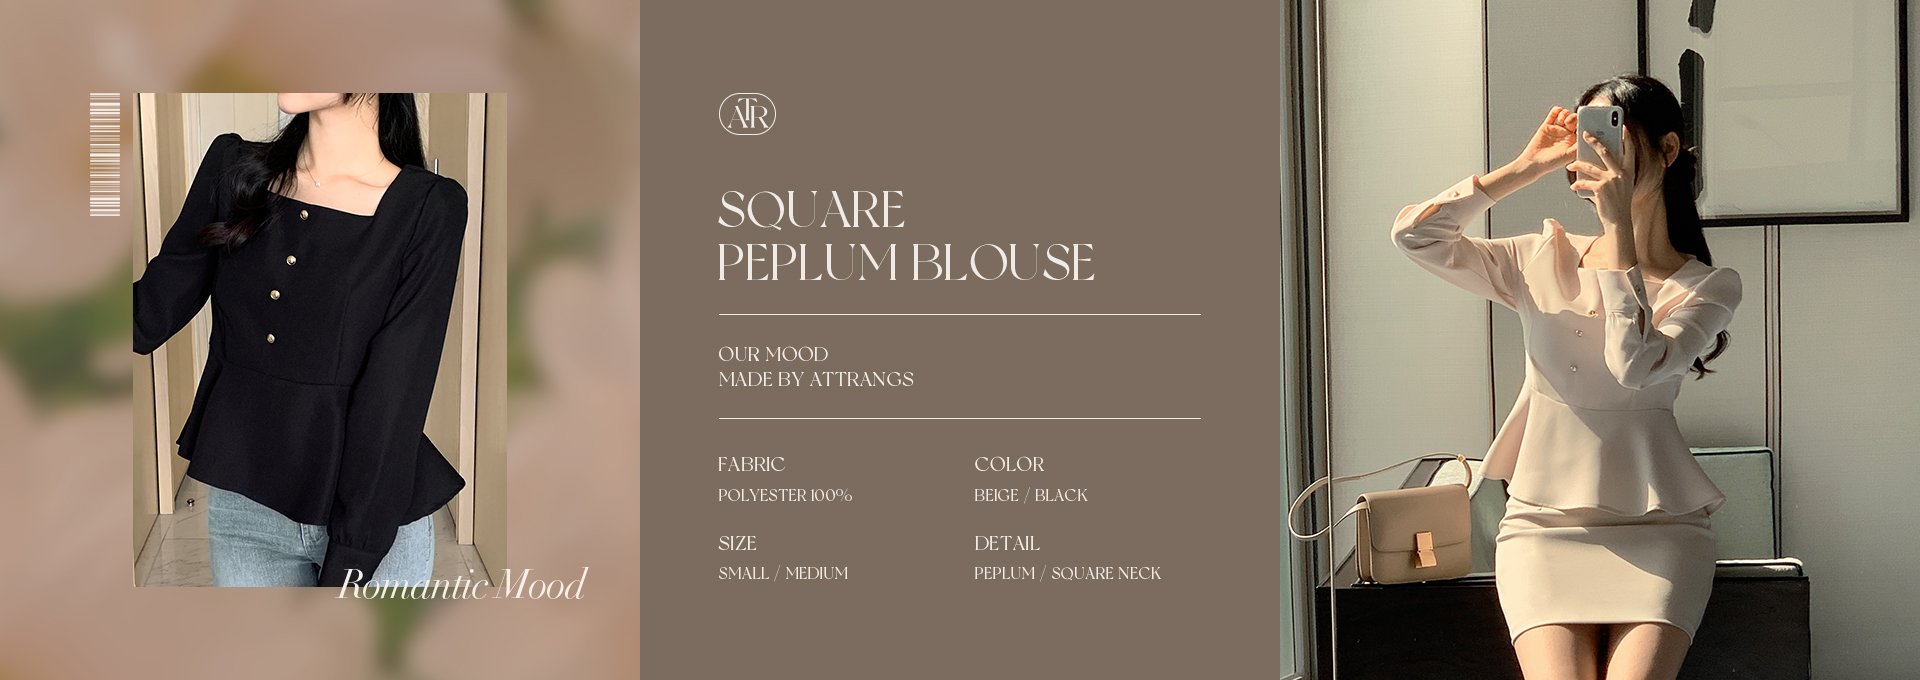 Romantic Mood
ATR
SQUARE
PEPLUM BLOUSE
OUR MOOD
MADE BY ATTRANGS
FABRIC
POLYESTER 100%
COLOR
BEIGE / BLACK
SIZE
SMALL / MEDIUM
DETAIL
PEPLUM / SQUARE NECK